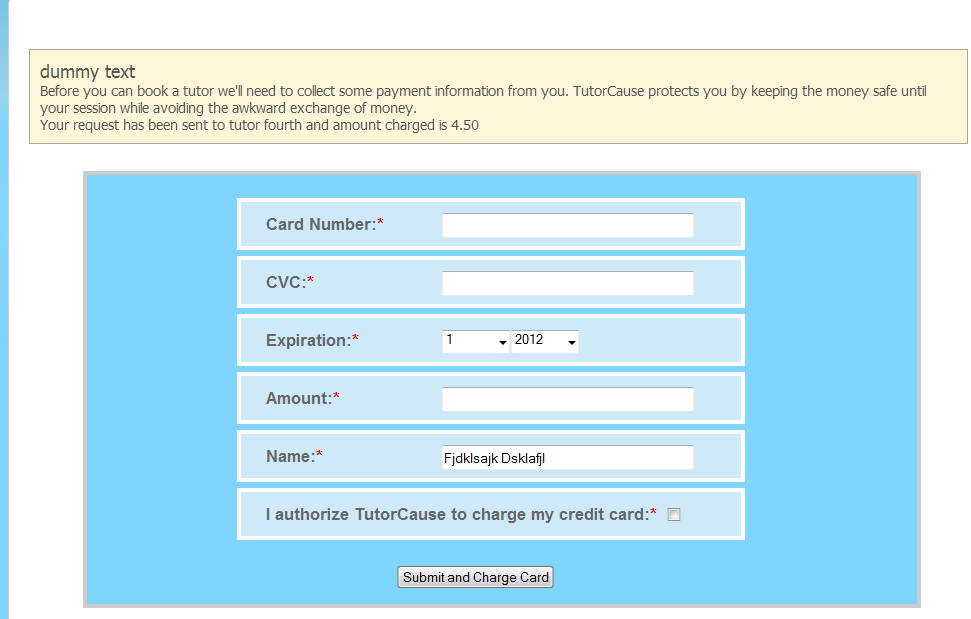 dummy text
Before you can book a tutor we'll need to collect some payment information from you. TutorCause protects you by keeping the money safe until
your session while avoiding the awkward exchange of money.
Your request has been sent to tutor fourth and amount charged is 4.50
Card Number:*
CVC:*
Expiration:* 1 2012
Amount:*
Name:* Fjdklsajk Dsklafjl
I authorize TutorCause to charge my credit card:*
Submit and Charge Card